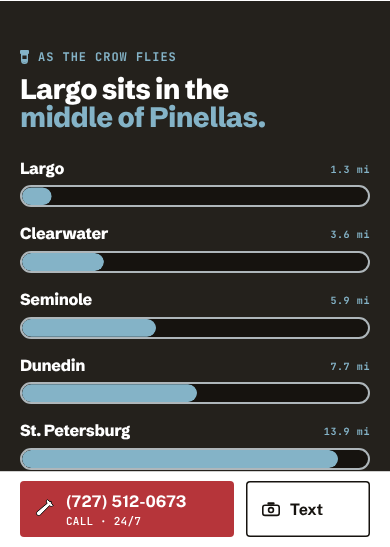 AS THE CROW FLIES
Largo sits in the
middle of Pinellas.
Largo 1.3 mi
Clearwater 3.6 mi
Seminole 5.9 mi
Dunedin 7.7 mi
St. Petersburg 13.9 mi
(727) 512-0673
CALL · 24/7
Text